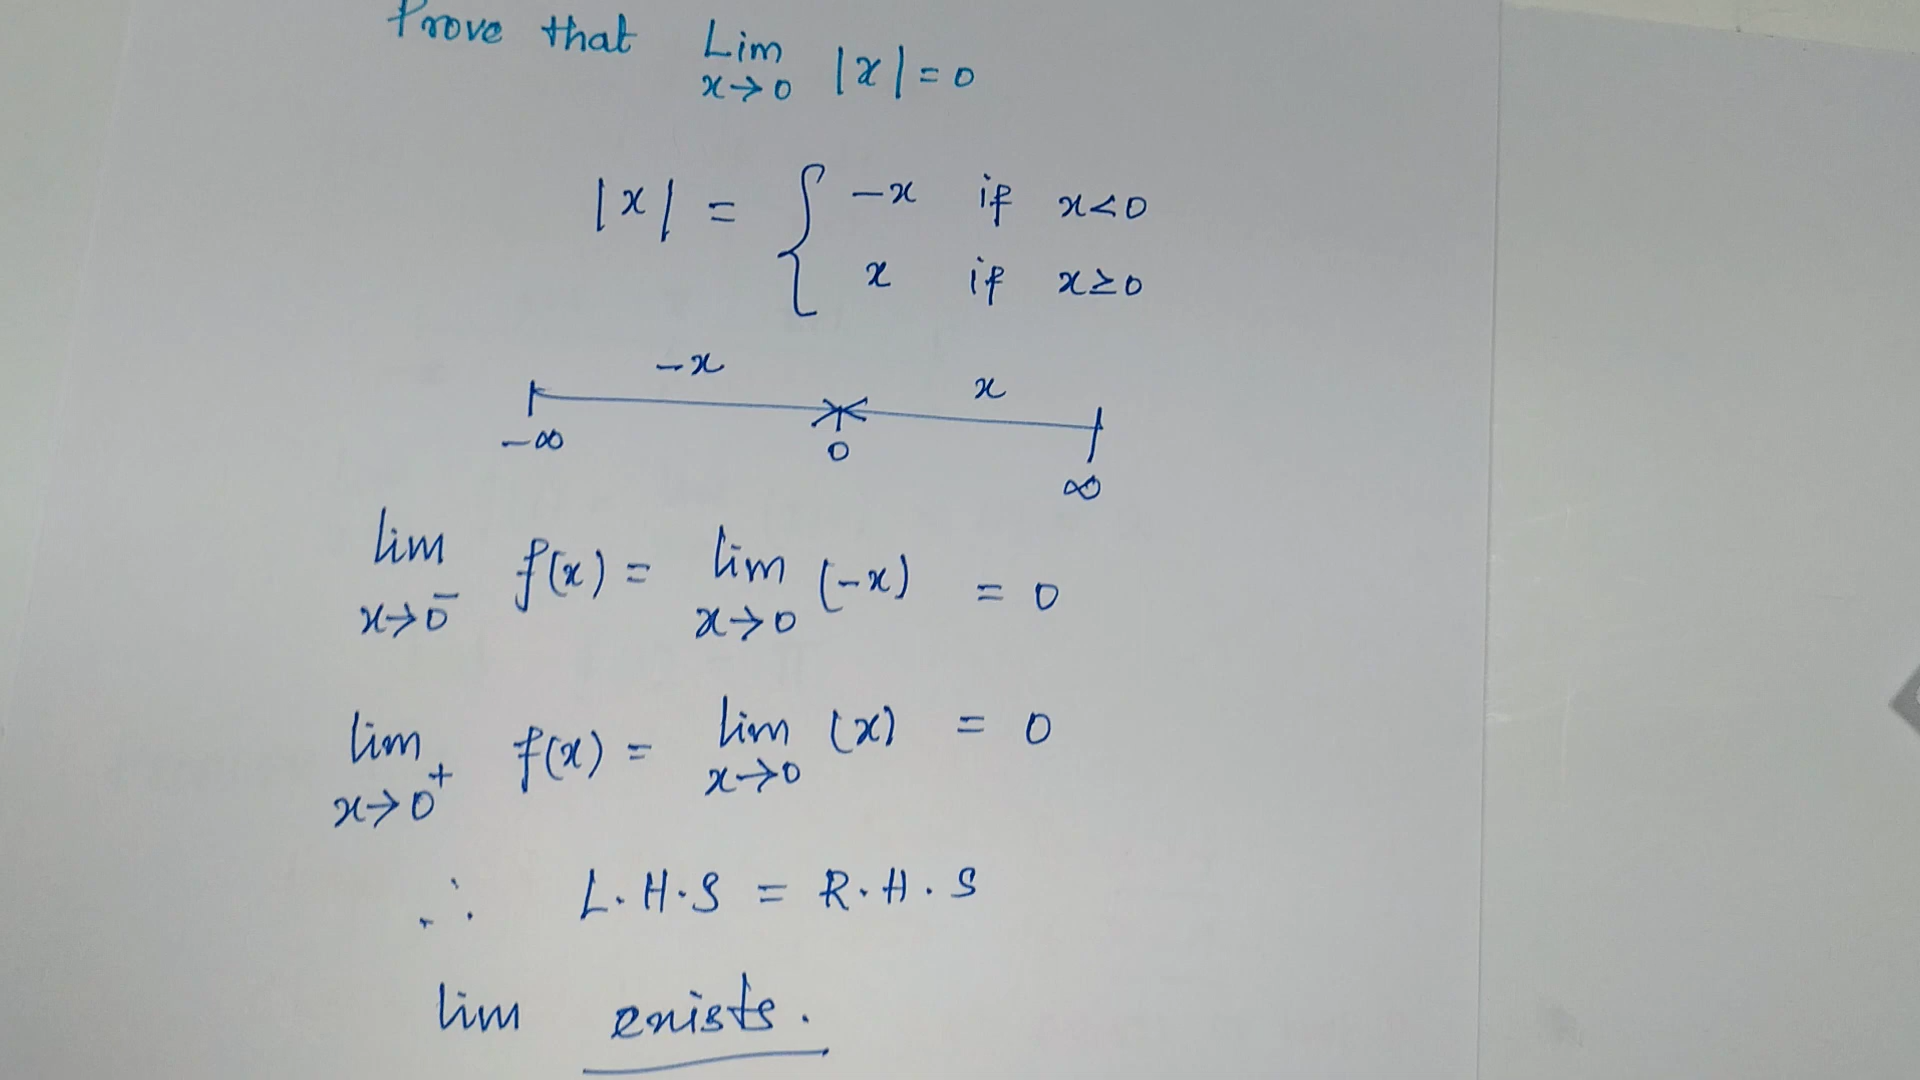 Prove that Lim x→0 |x| = 0
|x| = { -x if x<0
x if x≥0
-x x
-∞ 0 ∞
lim x→0⁻ f(x) = lim x→0 (-x) = 0
lim x→0⁺ f(x) = lim x→0 (x) = 0
∴ L.H.S = R.H.S
lim exists.